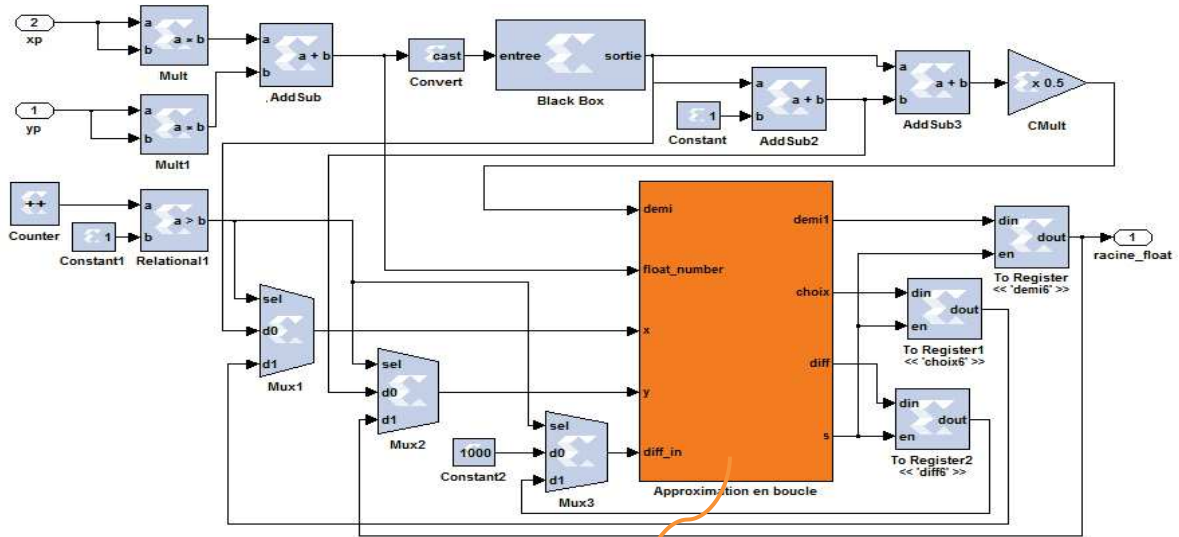 2
xp
a
b
a × b
Mult
a
b
a + b
AddSub
cast
Convert
entree
sortie
Black Box
a
b
a + b
AddSub3
x 0.5
CMult
1
yp
a
b
a × b
Mult1
1
Constant
a
b
a + b
AddSub2
++
Counter
1
Constant1
a
b
a > b
Relational1
sel
d0
d1
Mux1
sel
d0
d1
Mux2
1000
Constant2
sel
d0
d1
Mux3
demi
float_number
x
y
diff_in
demi1
choix
diff
s
Approximation en boucle
din
en
dout
To Register
<< 'demi6' >>
1
racine_float
din
en
dout
To Register1
<< 'choix6' >>
din
en
dout
To Register2
<< 'diff6' >>